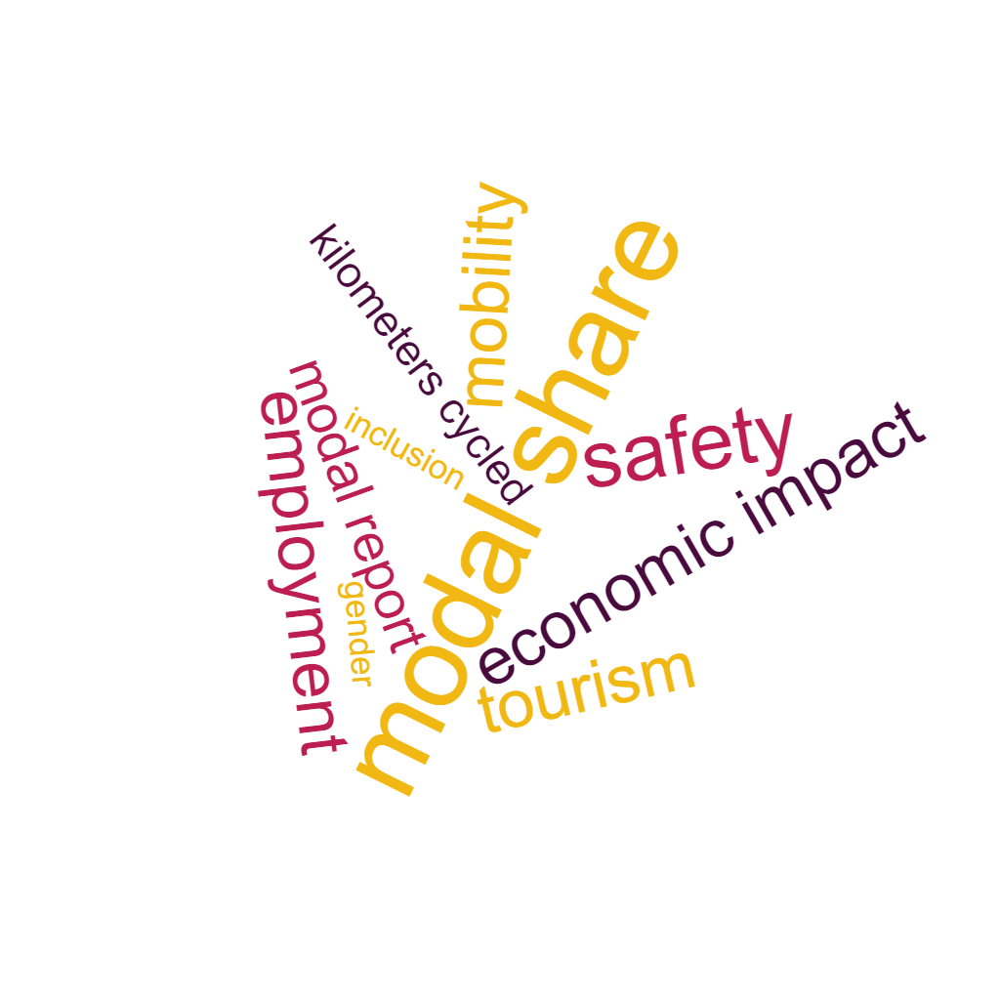 mobility
modal share
kilometers cycled
modal report
employment
inclusion
safety
economic impact
gender
tourism